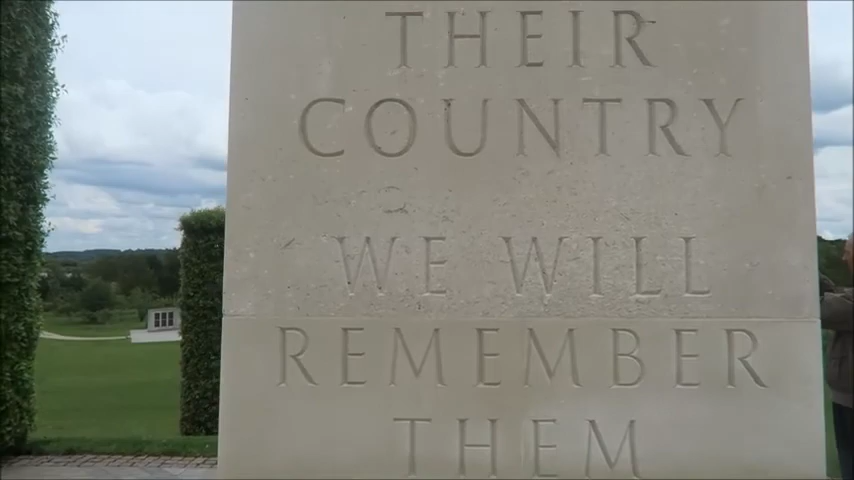 THEIR
COUNTRY
WE WILL
REMEMBER
THEM